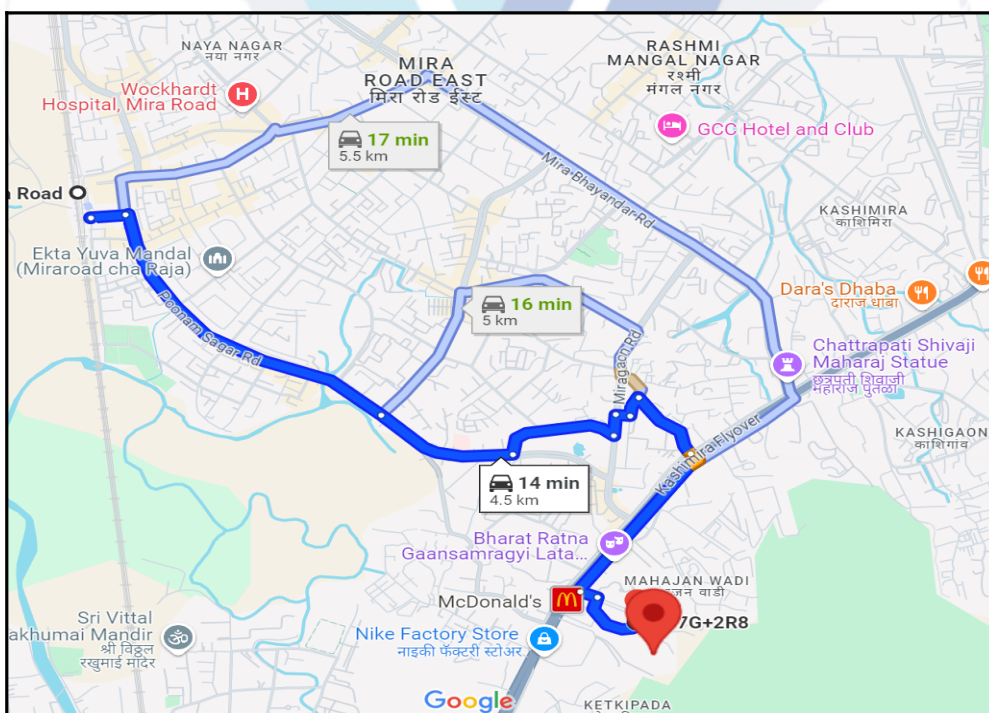 NAYA NAGAR
नया नगर
MIRA
ROAD EAST
मिरा रोड ईस्ट
RASHMI
MANGAL NAGAR
रश्मी
मंगल नगर
Wockhardt
Hospital, Mira Road
H
GCC Hotel and Club
17 min
5.5 km
Mira Bhayandar Rd
Road
KASHIMIRA
काशिमिरा
Ekta Yuva Mandal
(Miraroad cha Raja)
Dara's Dhaba
दाराज धाबा
16 min
5 km
Poonam Sagar Rd
Miragaon Rd
Chattrapati Shivaji
Maharaj Statue
छत्रपती शिवाजी
महाराज पुतळा
KASHIGAON
काशिगांव
Kashimira Flyover
14 min
4.5 km
Bharat Ratna
Gaansamragyi Lata...
MAHAJAN WADI
जन वाडी
McDonald's
7G+2R8
Sri Vittal
akhumai Mandir
श्री विठ्ठल
रखुमाई मंदिर
Nike Factory Store
नाइकी फॅक्टरी स्टोअर
Google
KETKIPADA